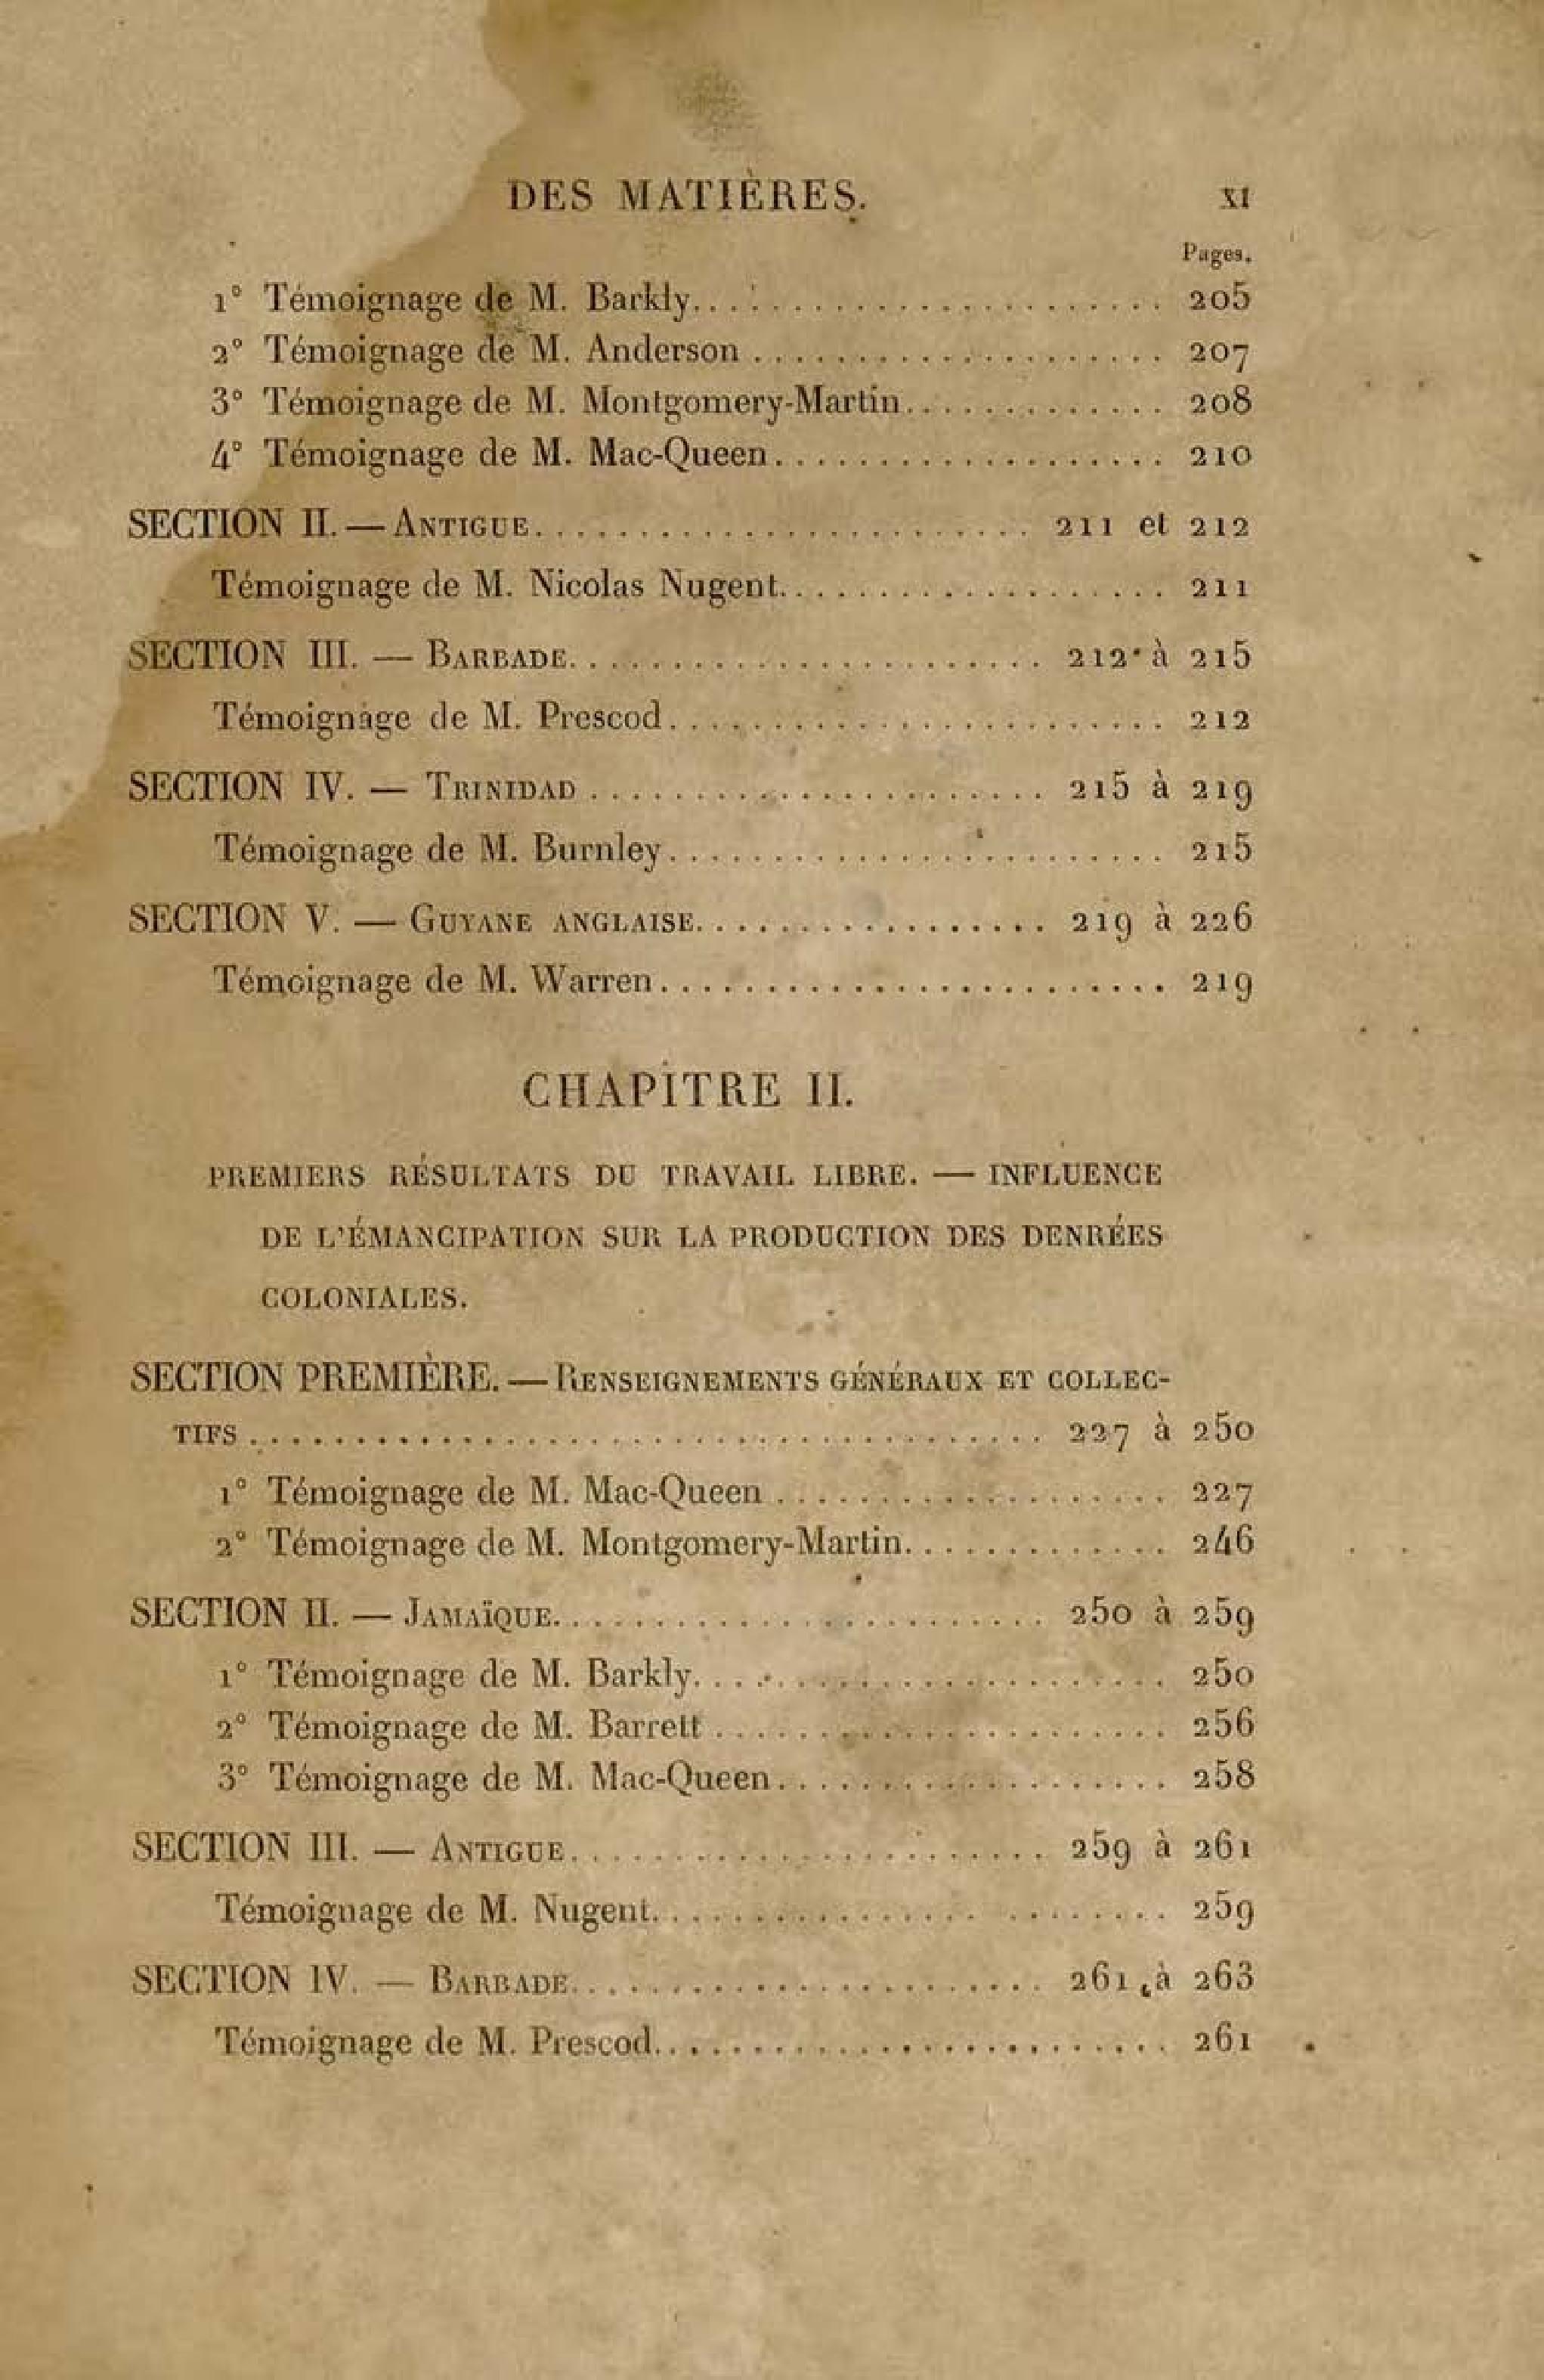 DES MATIÈRES. XI
Pages.
1° Témoignage de M. Barkly..................... 205
2° Témoignage de M. Anderson.................... 207
3° Témoignage de M. Montgomery-Martin............. 208
4° Témoignage de M. Mac-Queen................... 210
SECTION II. — ANTIGUE........................ 211 et 212
Témoignage de M. Nicolas Nugent................... 211
SECTION III. — BARBADE....................... 212 à 215
Témoignage de M. Prescod........................ 212
SECTION IV. — TRINIDAD...................... 215 à 219
Témoignage de M. Burnley........................ 215
SECTION V. — GUYANE ANGLAISE................. 219 à 226
Témoignage de M. Warren........................ 219
CHAPITRE II.
PREMIERS RÉSULTATS DU TRAVAIL LIBRE. — INFLUENCE
DE L'ÉMANCIPATION SUR LA PRODUCTION DES DENRÉES
COLONIALES.
SECTION PREMIÈRE. — RENSEIGNEMENTS GÉNÉRAUX ET COLLEC-
TIFS...................................... 227 à 250
1° Témoignage de M. Mac-Queen................... 227
2° Témoignage de M. Montgomery-Martin............. 246
SECTION II. — JAMAÏQUE........................ 250 à 259
1° Témoignage de M. Barkly....................... 250
2° Témoignage de M. Barrett...................... 256
3° Témoignage de M. Mac-Queen................... 258
SECTION III. — ANTIGUE....................... 259 à 261
Témoignage de M. Nugent........................ 259
SECTION IV. — BARBADE....................... 261 à 263
Témoignage de M. Prescod........................ 261